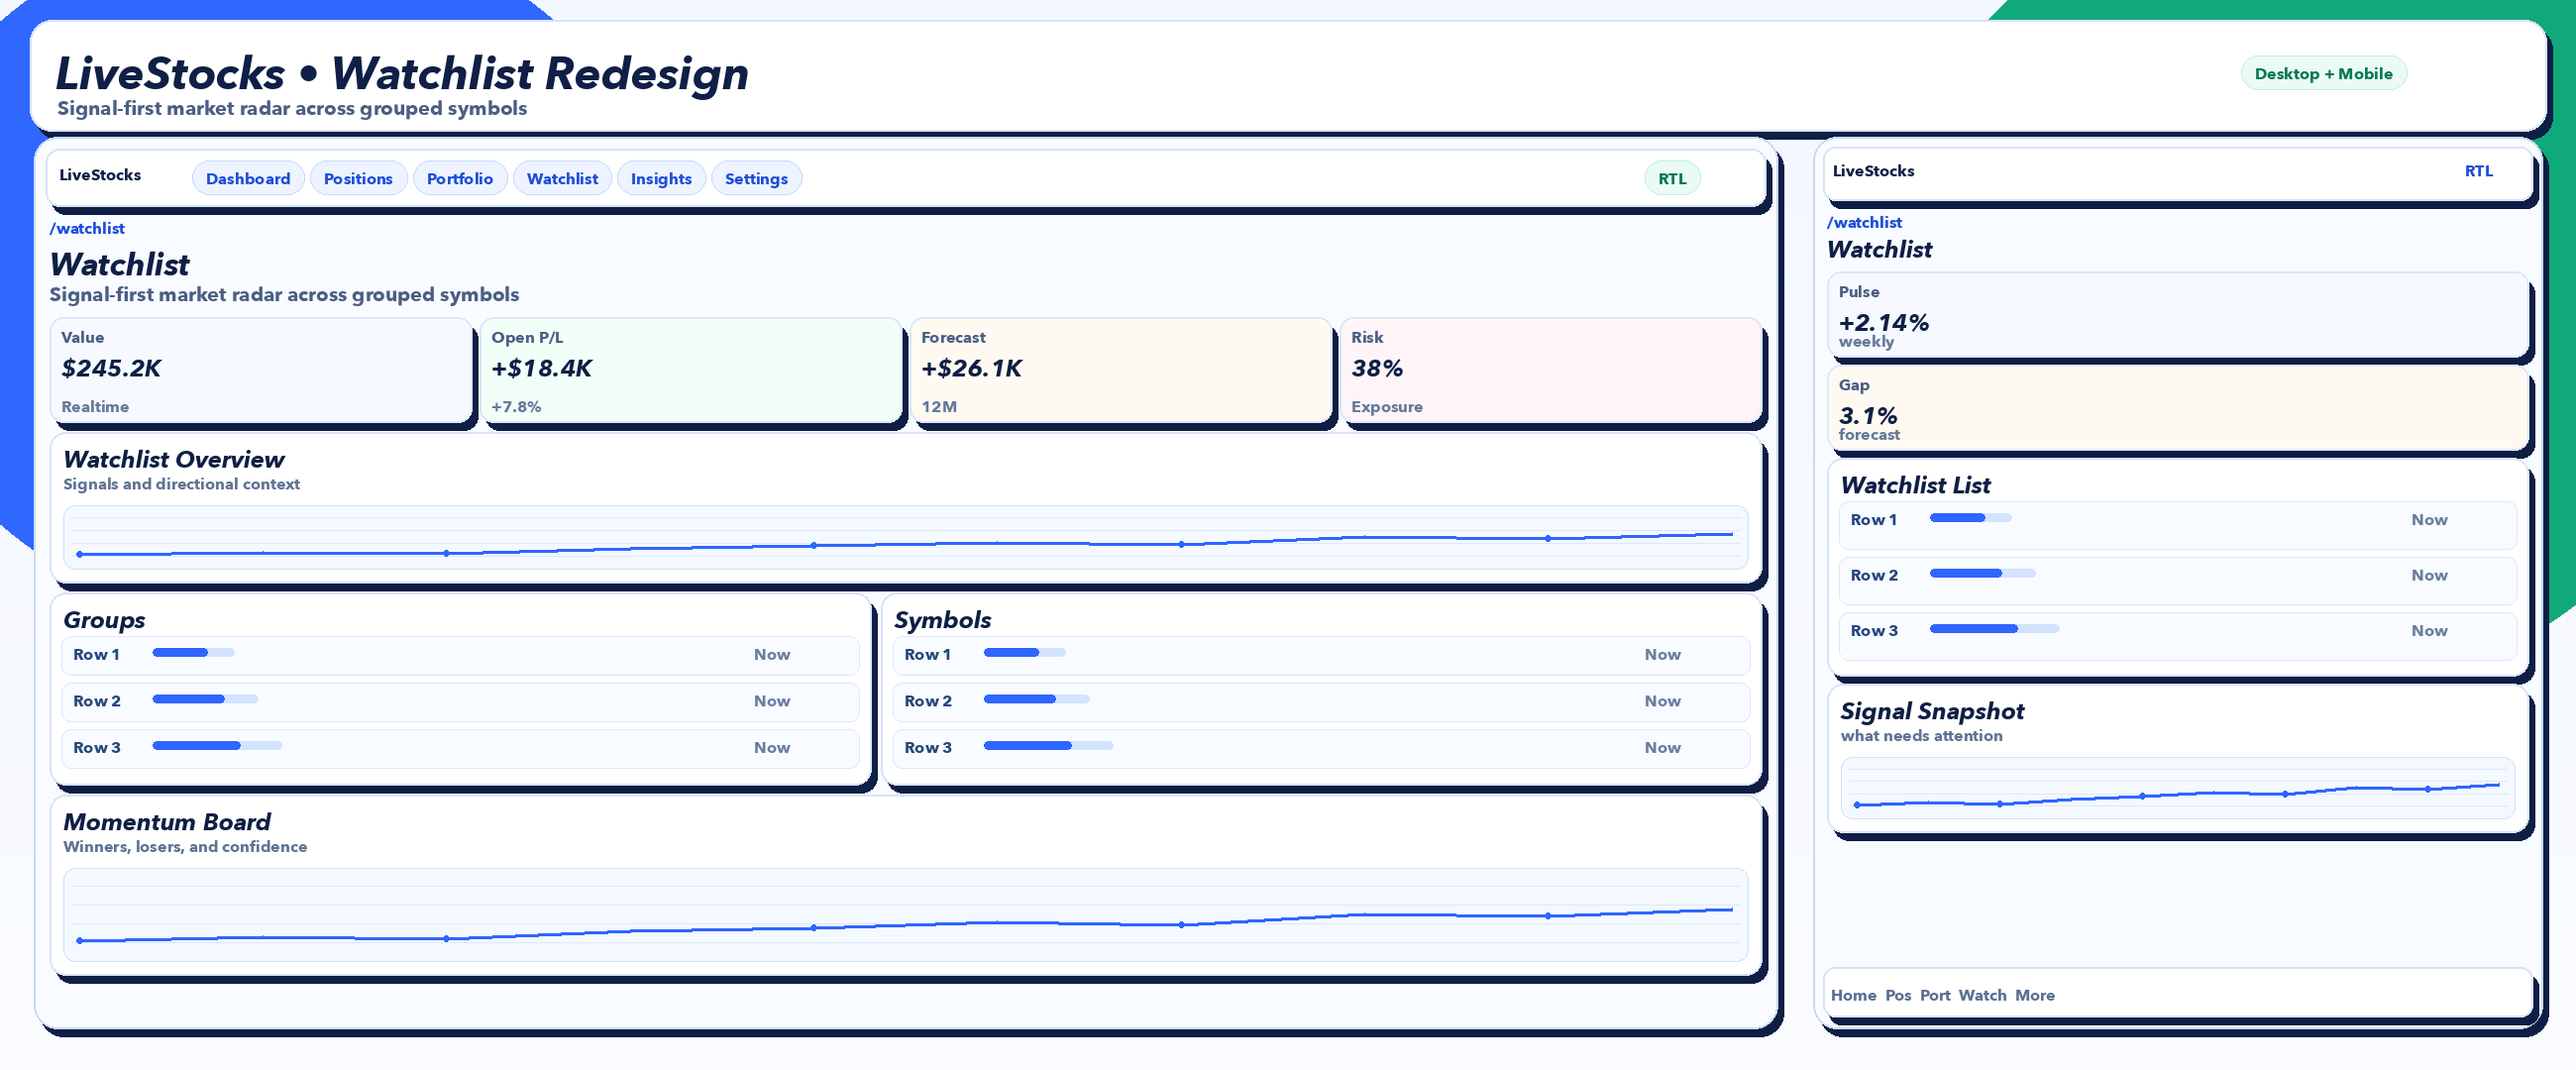 LiveStocks • Watchlist Redesign
Signal-first market radar across grouped symbols
Desktop + Mobile
LiveStocks Dashboard Positions Portfolio Watchlist Insights Settings RTL
/watchlist
Watchlist
Signal-first market radar across grouped symbols
Value
$245.2K
Realtime
Open P/L
+$18.4K
+7.8%
Forecast
+$26.1K
12M
Risk
38%
Exposure
Watchlist Overview
Signals and directional context
Groups
Row 1 Now
Row 2 Now
Row 3 Now
Symbols
Row 1 Now
Row 2 Now
Row 3 Now
Momentum Board
Winners, losers, and confidence
LiveStocks RTL
/watchlist
Watchlist
Pulse
+2.14%
weekly
Gap
3.1%
forecast
Watchlist List
Row 1 Now
Row 2 Now
Row 3 Now
Signal Snapshot
what needs attention
Home Pos Port Watch More